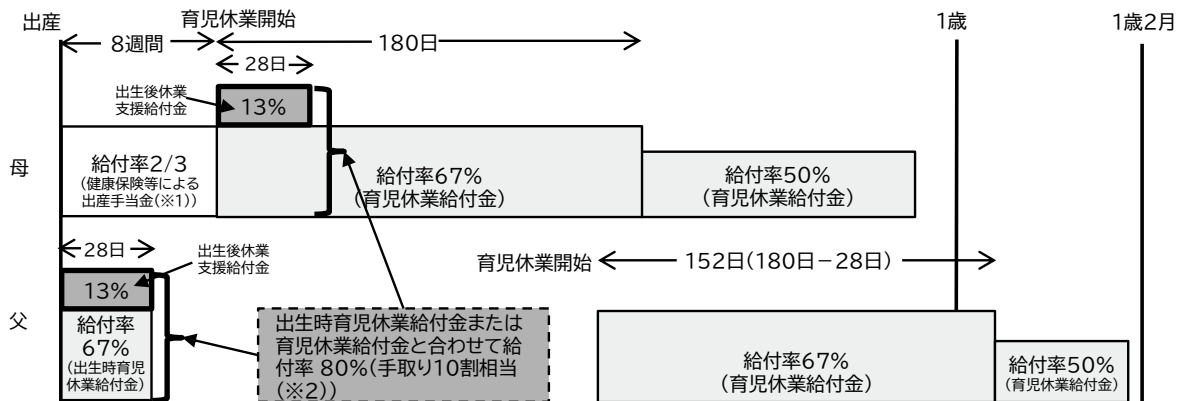 出産
育児休業開始
1歳
1歳2月
8週間
180日
28日
出生後休業
支援給付金
13%
母
給付率2/3
(健康保険等による
出産手当金(※1))
給付率67%
(育児休業給付金)
給付率50%
(育児休業給付金)
28日
出生後休業
支援給付金
育児休業開始
152日(180日－28日)
13%
父
給付率
67%
(出生時育児
休業給付金)
出生時育児休業給付金または
育児休業給付金と合わせて給
付率 80%(手取り10割相当
(※2))
給付率67%
(育児休業給付金)
給付率50%
(育児休業給付金)